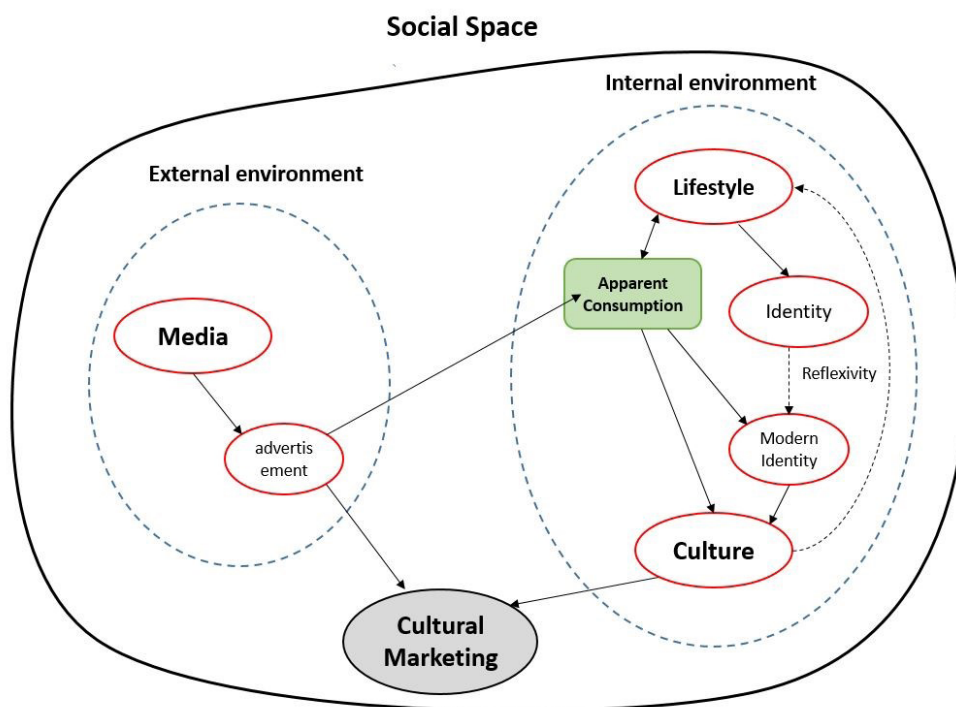 Social Space
Internal environment
External environment
Lifestyle
Apparent
Consumption
Identity
Media
Reflexivity
advertis
ement
Modern
Identity
Culture
Cultural
Marketing